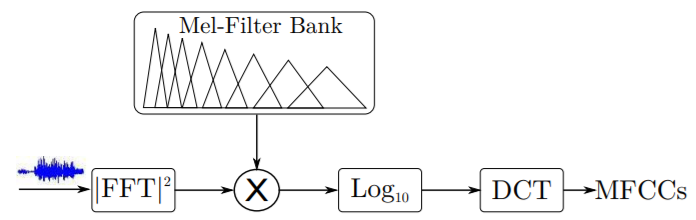 Mel-Filter Bank
|FFT|²
X
Log₁₀
DCT
MFCCs